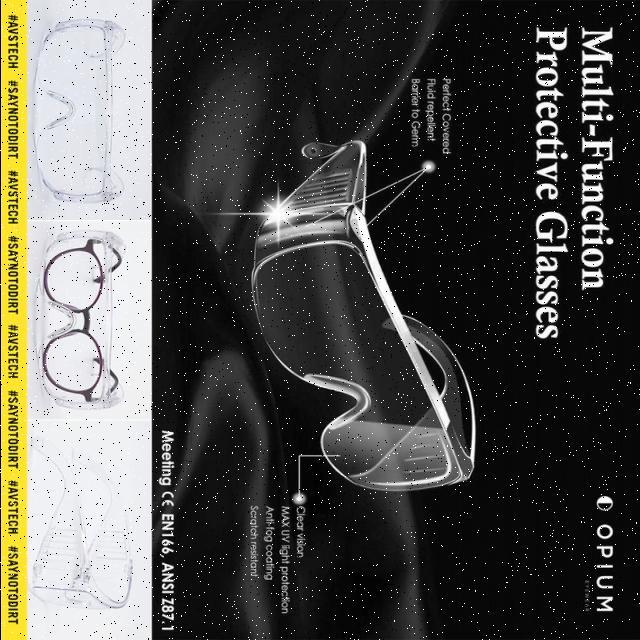 Multi-Function
Protective Glasses
OPIUM
Perfect Covered
Fluid repellent
Barrier to Germ
Clear vision
MAX UV light protection
Anti-fog coating
Scratch resistant
Meeting CE EN166, ANSI Z87.1
#AVSTECH #SAYNOTODIRT #AVSTECH #SAYNOTODIRT #AVSTECH #SAYNOTODIRT #AVSTECH #SAYNOTODIRT